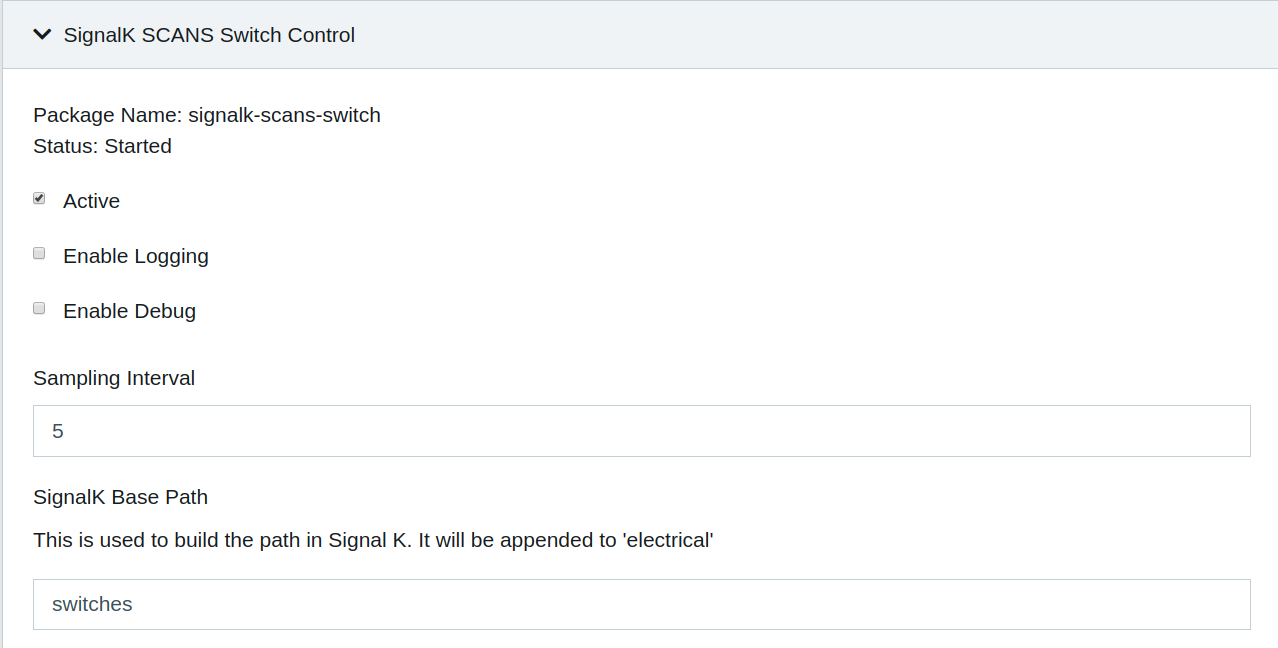 SignalK SCANS Switch Control
Package Name: signalk-scans-switch
Status: Started
Active
Enable Logging
Enable Debug
Sampling Interval
5
SignalK Base Path
This is used to build the path in Signal K. It will be appended to 'electrical'
switches